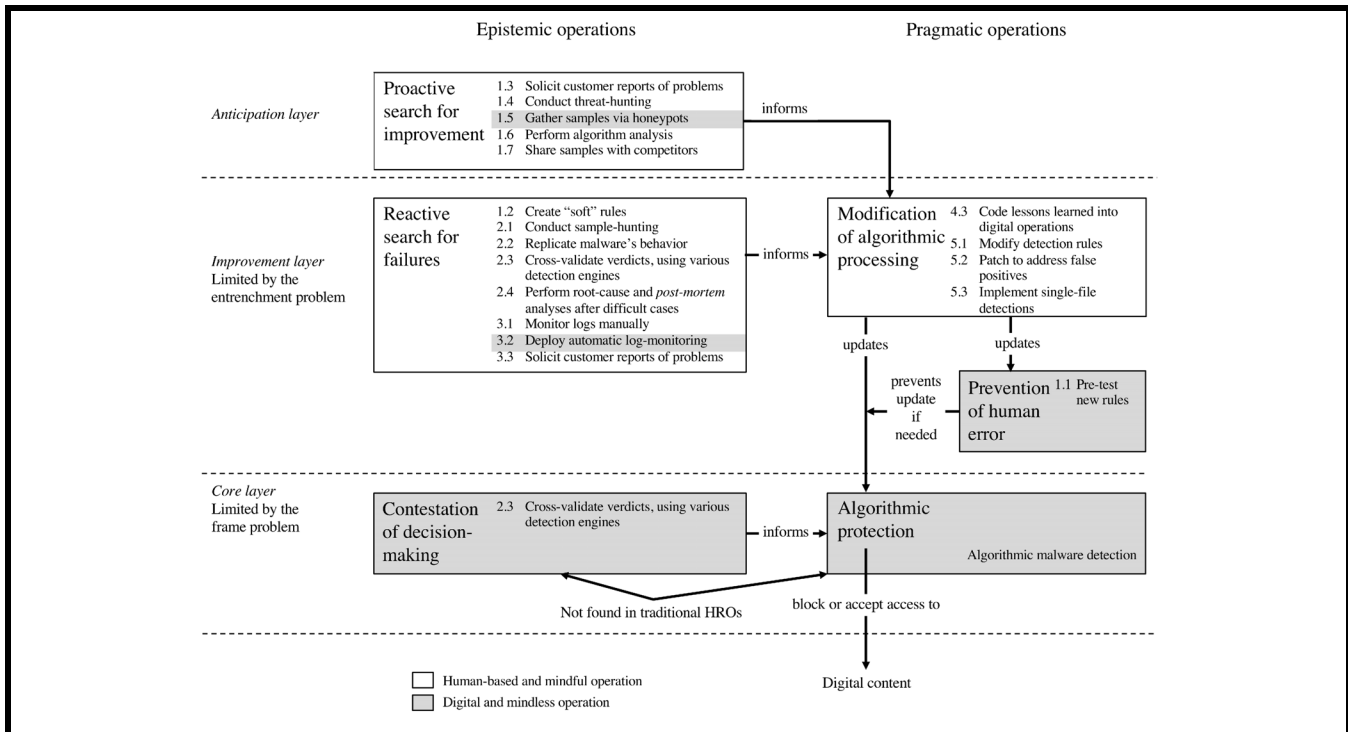 Epistemic operations
Pragmatic operations
Anticipation layer
Proactive
search for
improvement
1.3 Solicit customer reports of problems
1.4 Conduct threat-hunting
1.5 Gather samples via honeypots
1.6 Perform algorithm analysis
1.7 Share samples with competitors
informs
Improvement layer
Limited by the
entrenchment problem
Reactive
search for
failures
1.2 Create “soft” rules
2.1 Conduct sample-hunting
2.2 Replicate malware’s behavior
2.3 Cross-validate verdicts, using various
detection engines
2.4 Perform root-cause and post-mortem
analyses after difficult cases
3.1 Monitor logs manually
3.2 Deploy automatic log-monitoring
3.3 Solicit customer reports of problems
informs
Modification
of algorithmic
processing
4.3 Code lessons learned into
digital operations
5.1 Modify detection rules
5.2 Patch to address false
positives
5.3 Implement single-file
detections
updates
updates
prevents
update
if
needed
Prevention
of human
error
1.1 Pre-test
new rules
Core layer
Limited by the
frame problem
Contestation
of decision-
making
2.3 Cross-validate verdicts, using various
detection engines
informs
Algorithmic
protection
Algorithmic malware detection
Not found in traditional HROs
block or accept access to
Digital content
Human-based and mindful operation
Digital and mindless operation